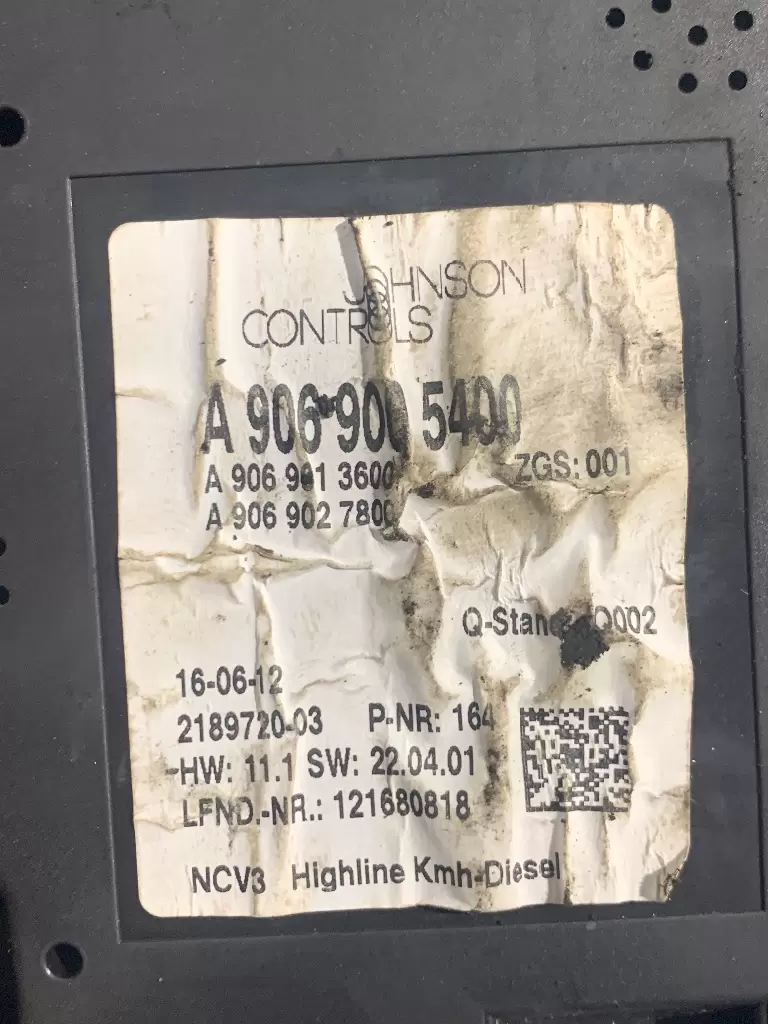 JOHNSON
CONTROLS
A 906 900 5400
A 906 901 3600 ZGS: 001
A 906 902 7800
Q-Stand: Q002
16-06-12
2189720-03 P-NR: 164
HW: 11.1 SW: 22.04.01
LFND.-NR.: 121680818
NCV3 Highline Kmh-Diesel